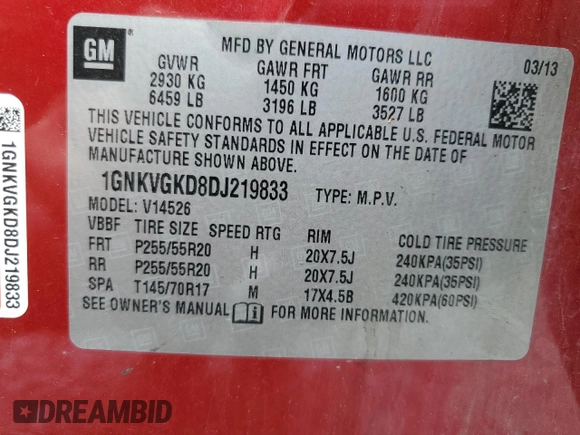 GM
MFD BY GENERAL MOTORS LLC
03/13
GVWR GAWR FRT GAWR RR
2930 KG 1450 KG 1600 KG
6459 LB 3196 LB 3527 LB
THIS VEHICLE CONFORMS TO ALL APPLICABLE U.S. FEDERAL MOTOR
VEHICLE SAFETY STANDARDS IN EFFECT ON THE DATE OF
MANUFACTURE SHOWN ABOVE.
1GNKVGKD8DJ219833 TYPE: M.P.V.
MODEL: V14526
VBBF TIRE SIZE SPEED RTG RIM COLD TIRE PRESSURE
FRT P255/55R20 H 20X7.5J 240KPA(35PSI)
RR P255/55R20 H 20X7.5J 240KPA(35PSI)
SPA T145/70R17 M 17X4.5B 420KPA(60PSI)
SEE OWNER'S MANUAL FOR MORE INFORMATION.
1GNKVGKD8DJ219833
DREAMBID